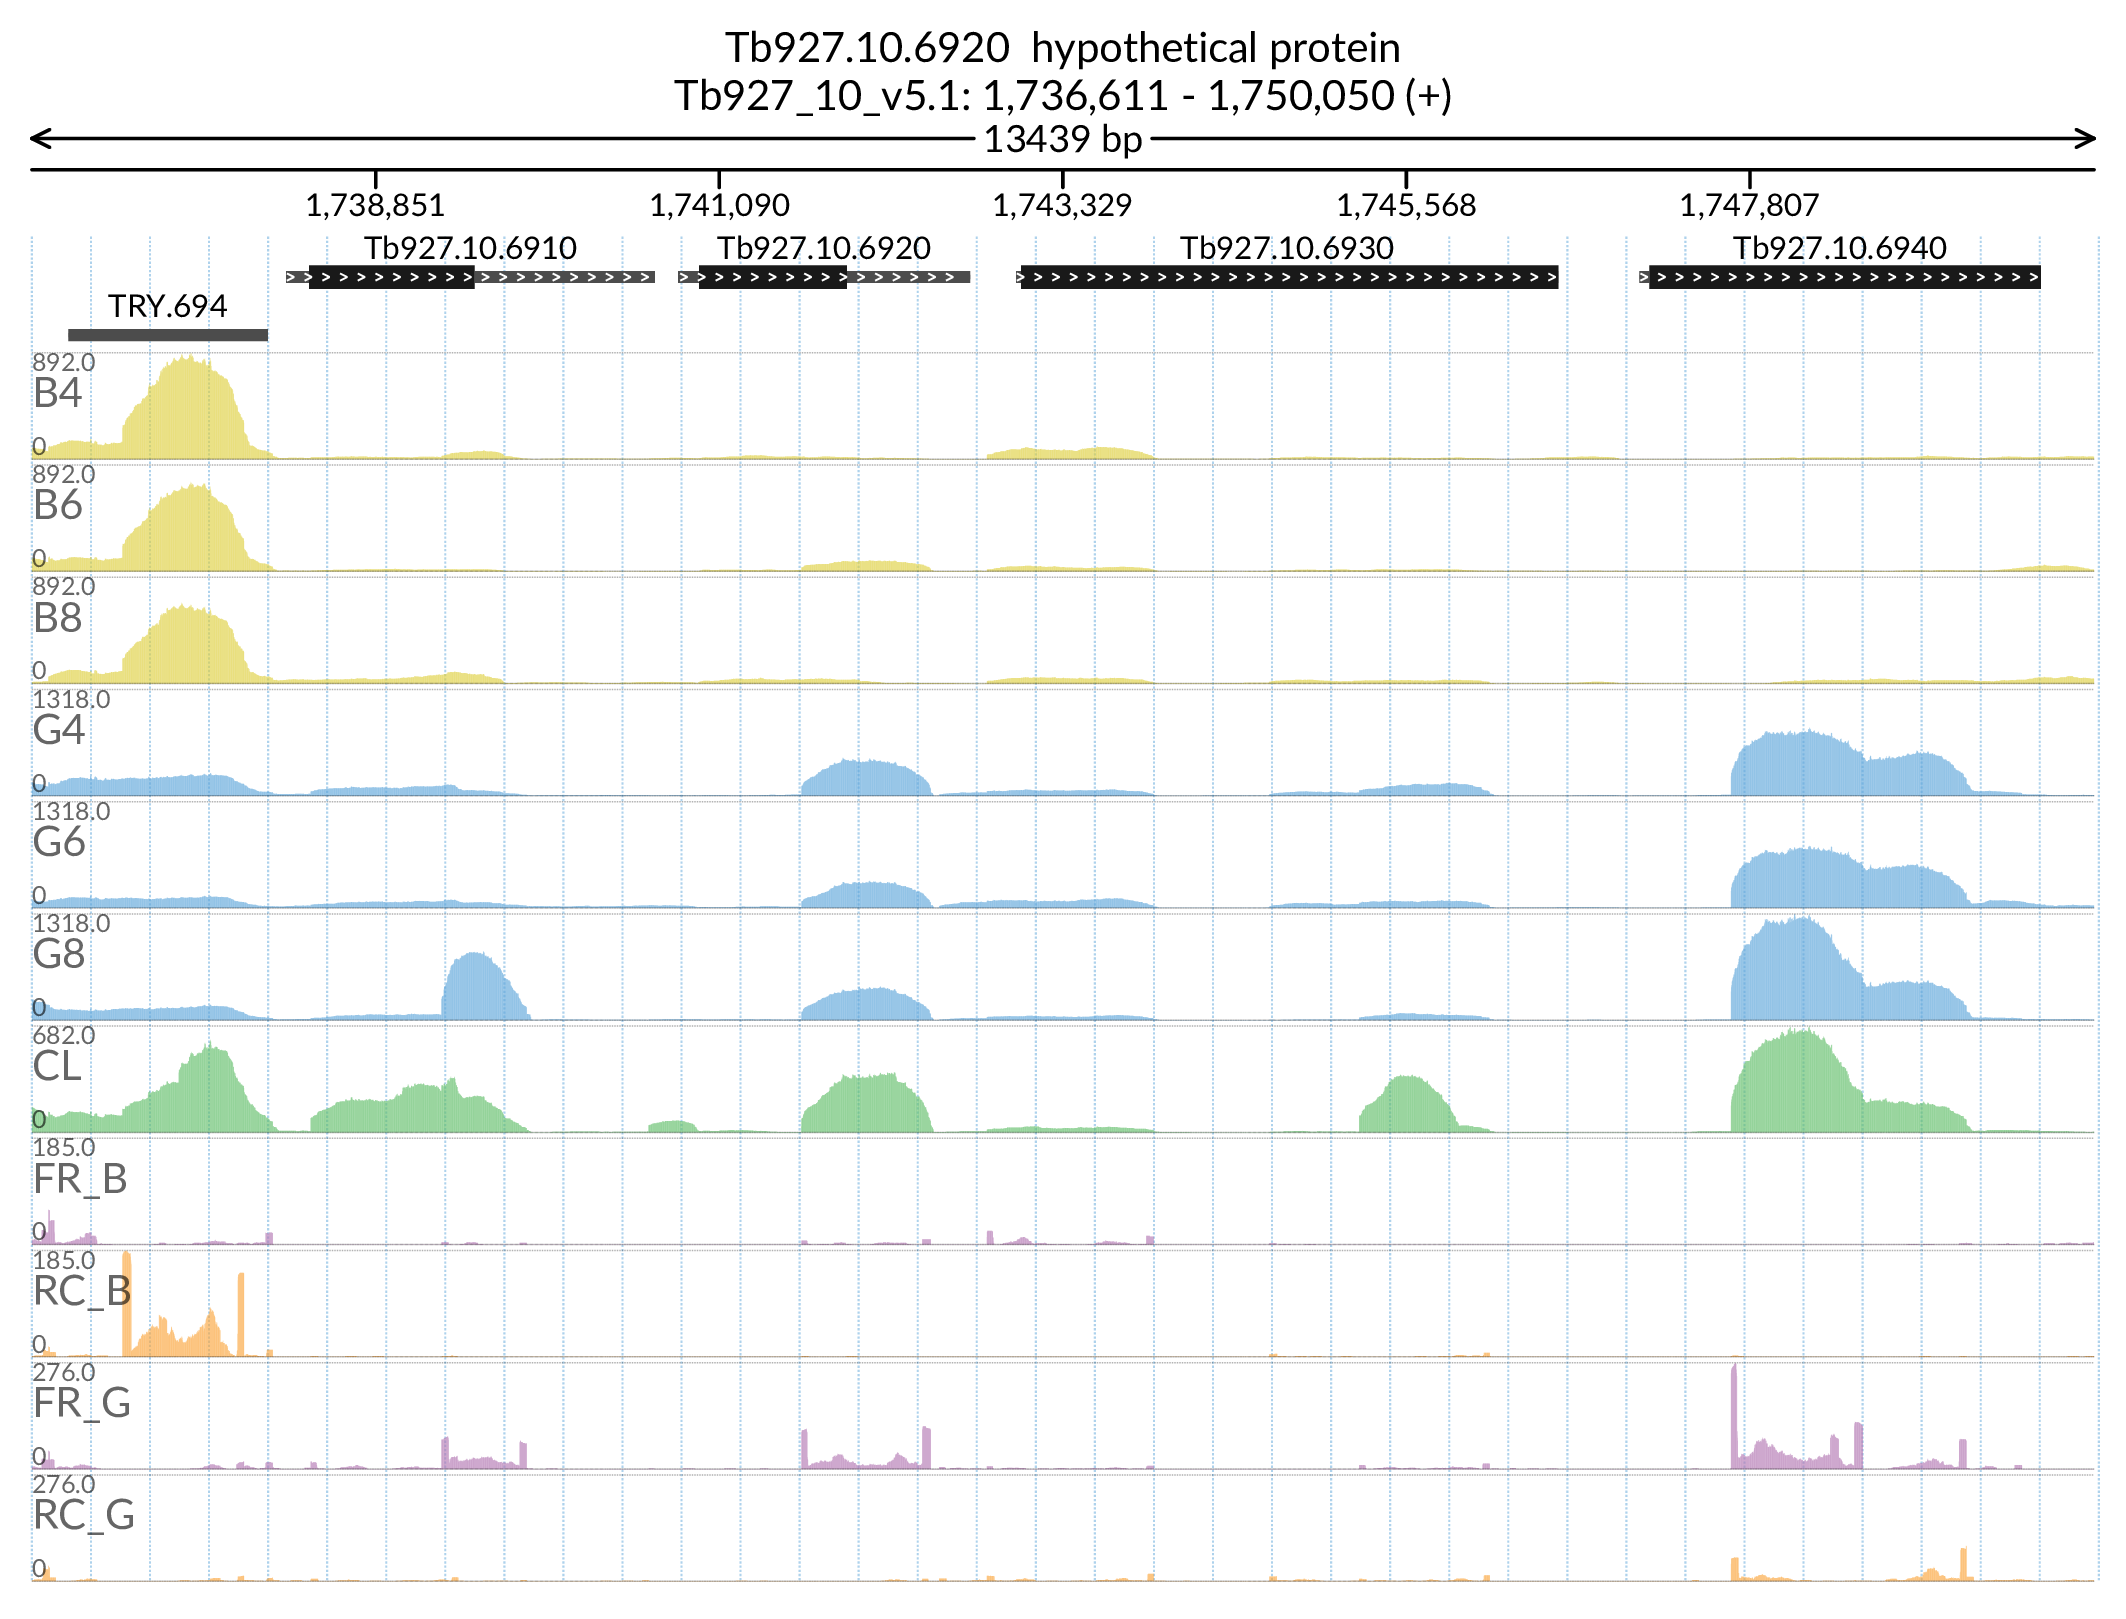 Tb927.10.6920  hypothetical protein
Tb927_10_v5.1: 1,736,611 - 1,750,050 (+)
13439 bp
1,738,851 1,741,090 1,743,329 1,745,568 1,747,807
Tb927.10.6910 Tb927.10.6920 Tb927.10.6930 Tb927.10.6940
TRY.694
892.0
B4
0
892.0
B6
0
892.0
B8
0
1318.0
G4
0
1318.0
G6
0
1318.0
G8
0
682.0
CL
0
185.0
FR_B
0
185.0
RC_B
0
276.0
FR_G
0
276.0
RC_G
0